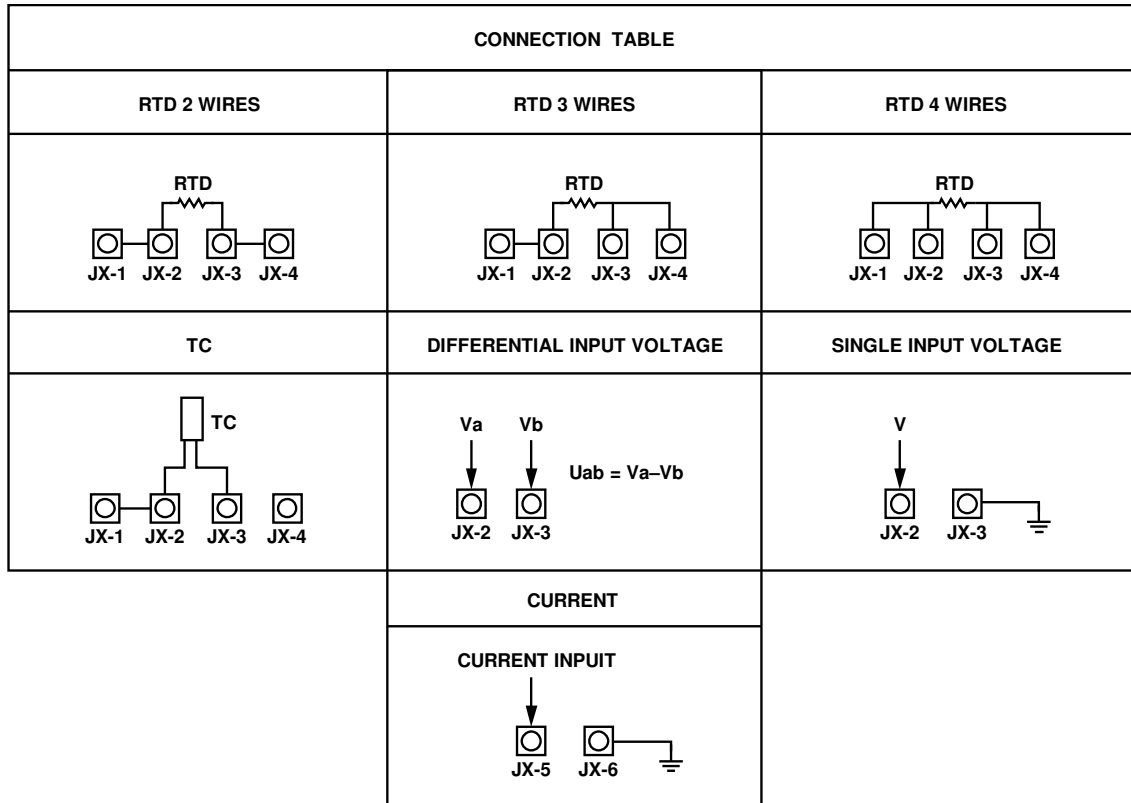 CONNECTION TABLE
RTD 2 WIRES
RTD 3 WIRES
RTD 4 WIRES
RTD
JX-1 JX-2 JX-3 JX-4
RTD
JX-1 JX-2 JX-3 JX-4
RTD
JX-1 JX-2 JX-3 JX-4
TC
DIFFERENTIAL INPUT VOLTAGE
SINGLE INPUT VOLTAGE
TC
JX-1 JX-2 JX-3 JX-4
Va Vb
Uab = Va–Vb
JX-2 JX-3
V
JX-2 JX-3
CURRENT
CURRENT INPUIT
JX-5 JX-6